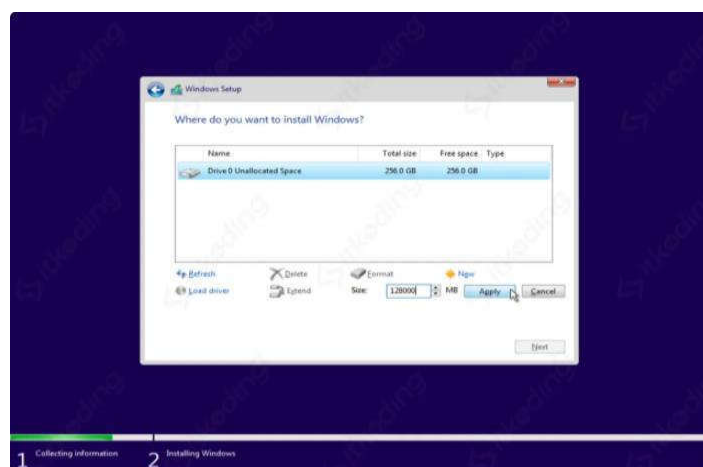 Windows Setup
Where do you want to install Windows?
Name Total size Free space Type
Drive 0 Unallocated Space 256.0 GB 256.0 GB
Refresh Delete Format New
Load driver Extend Size: 128000 MB Apply Cancel
Next
1 Collecting information 2 Installing Windows
itkoding